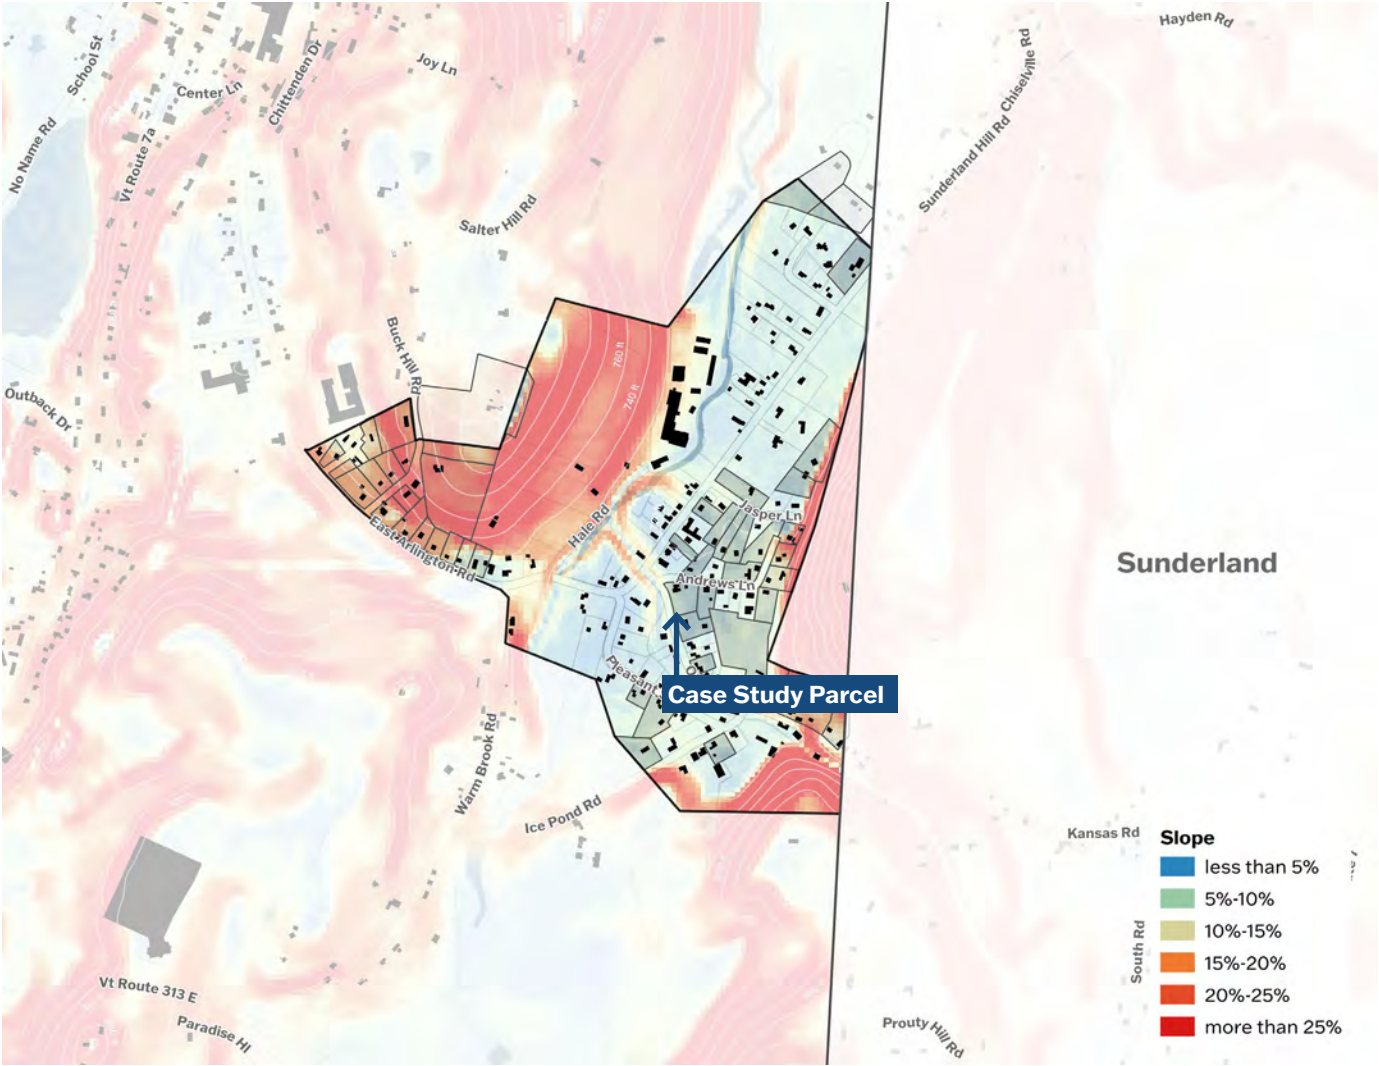 Hayden Rd
School St
Chittenden Dr
Joy Ln
Center Ln
Chiselville Rd
No Name Rd
Vt Route 7a
Sunderland Hill Rd
Salter Hill Rd
Buck Hill Rd
760 ft
740 ft
Outback Dr
Jasper Ln
Hale Rd
East Arlington Rd
Sunderland
Andrews Ln
Pleasant
Case Study Parcel
Warm Brook Rd
Ice Pond Rd
Kansas Rd
Slope
less than 5%
5%-10%
10%-15%
15%-20%
20%-25%
more than 25%
South Rd
Vt Route 313 E
Paradise Hl
Prouty Hill Rd